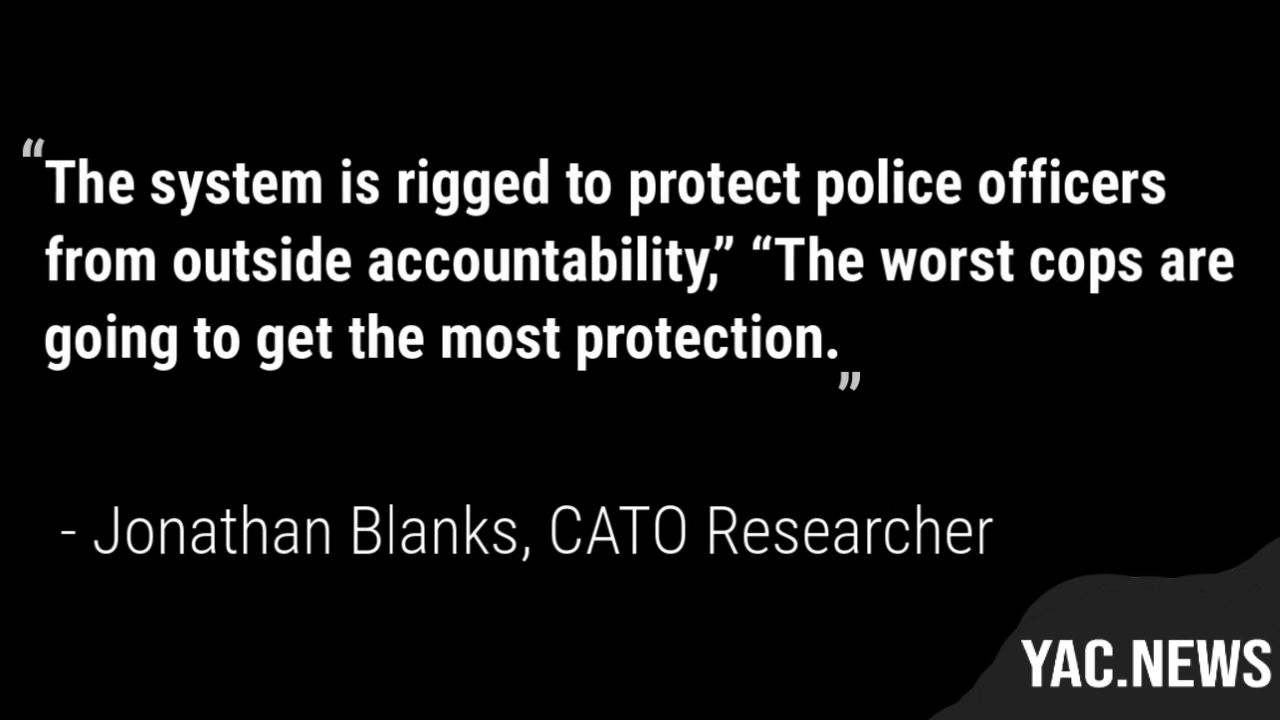 “The system is rigged to protect police officers
from outside accountability,” “The worst cops are
going to get the most protection.”
- Jonathan Blanks, CATO Researcher
YAC.NEWS